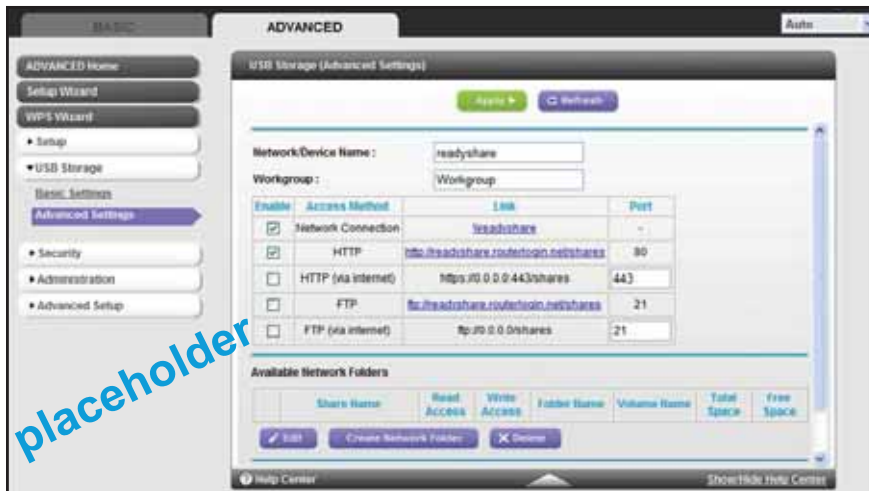 BASIC
ADVANCED
Auto
ADVANCED Home
Setup Wizard
WPS Wizard
Setup
USB Storage
Basic Settings
Advanced Settings
Security
Administration
Advanced Setup
USB Storage (Advanced Settings)
Apply
Refresh
Network/Device Name :
readyshare
Workgroup :
Workgroup
Enable Access Method Link Port
Network Connection \\readyshare -
HTTP http://readyshare.routerlogin.net/shares 80
HTTP (via internet) https://0.0.0.0:443/shares 443
FTP ftp://readyshare.routerlogin.net/shares 21
FTP (via internet) ftp://0.0.0.0/shares 21
Available Network Folders
Share Name Read Access Write Access Folder Name Volume Name Total Space Free Space
Edit Create Network Folder Delete
Help Center Show/Hide Help Center
placeholder